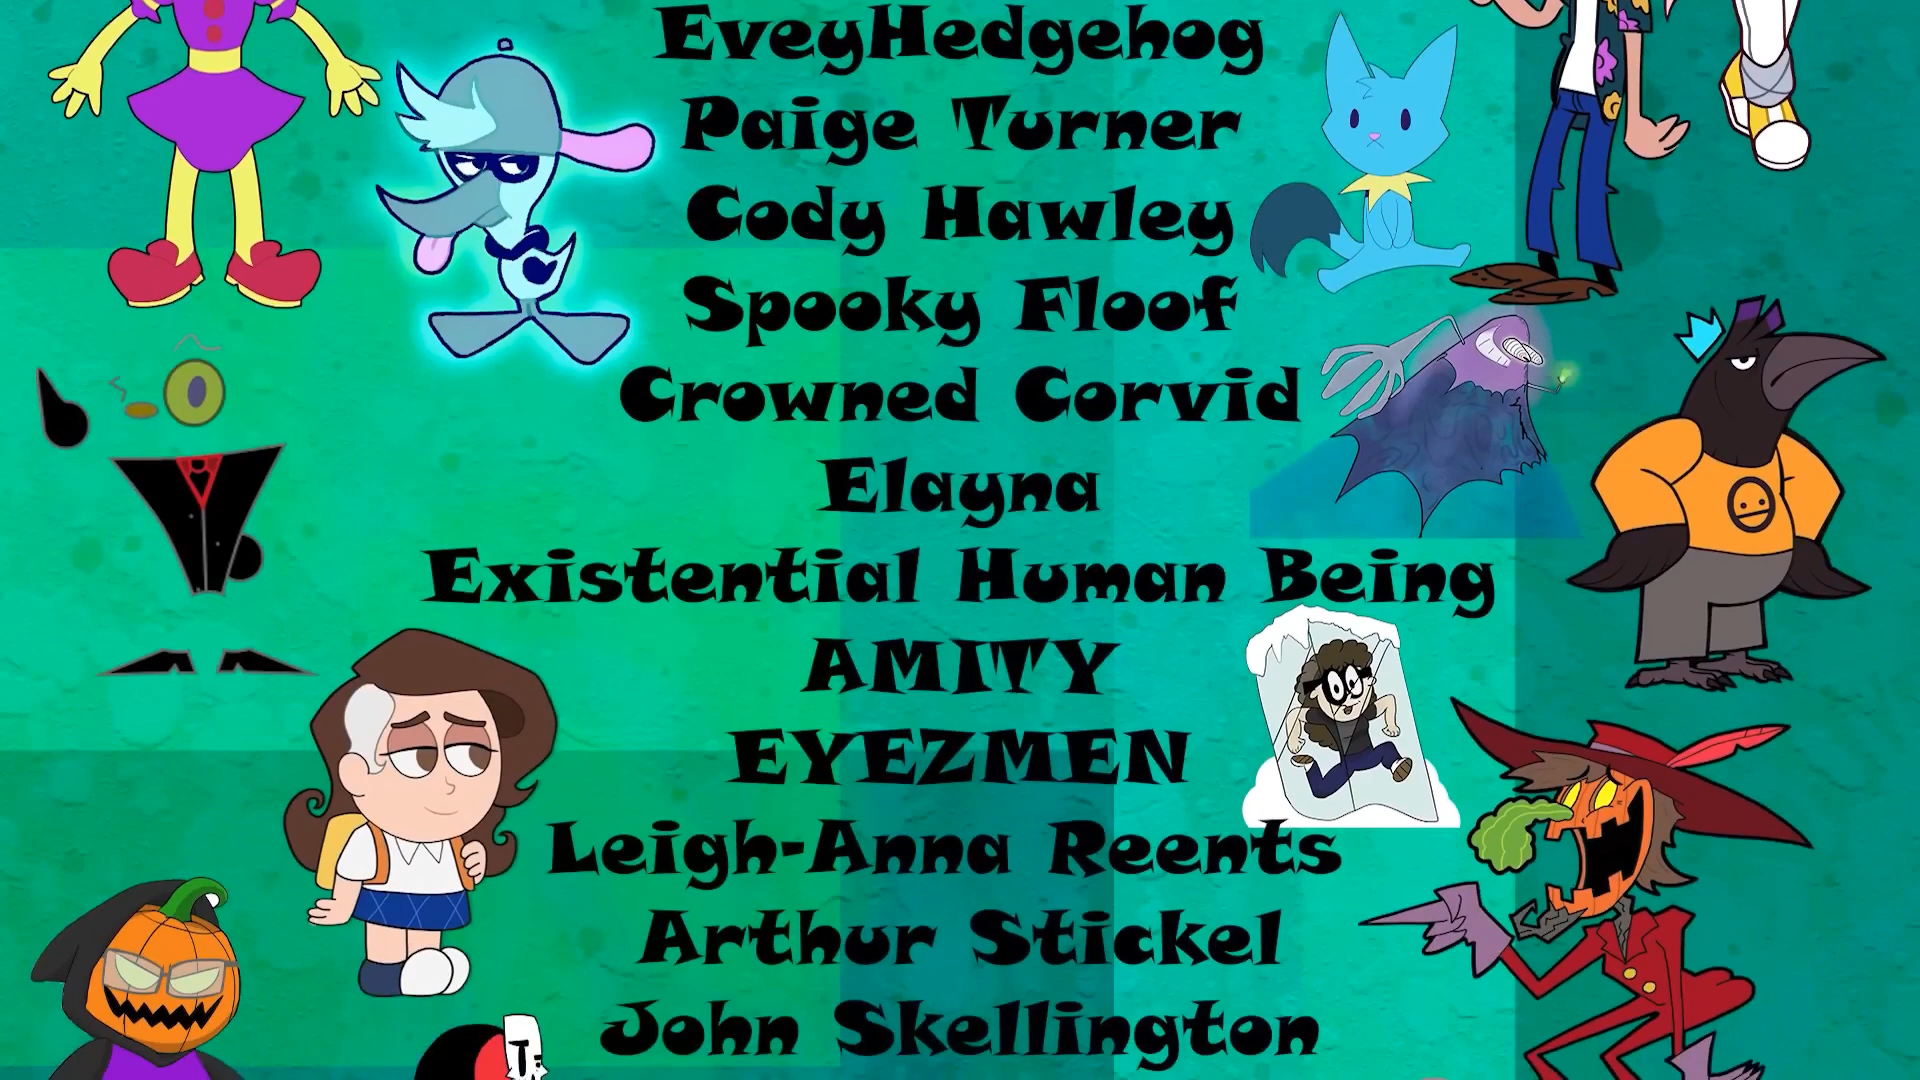 EveyHedgehog
Paige Turner
Cody Hawley
Spooky Floof
Crowned Corvid
Elayna
Existential Human Being
AMITY
EYEZMEN
Leigh-Anna Reents
Arthur Stickel
John Skellington